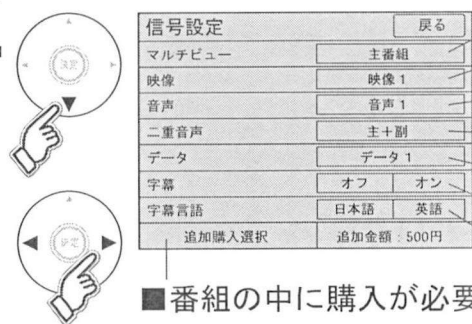 決定
信号設定 戻る
マルチビュー 主番組
映像 映像1
音声 音声1
二重音声 主+副
データ データ1
字幕 オフ オン
字幕言語 日本語 英語
追加購入選択 追加金額:500円
決定
■番組の中に購入が必要